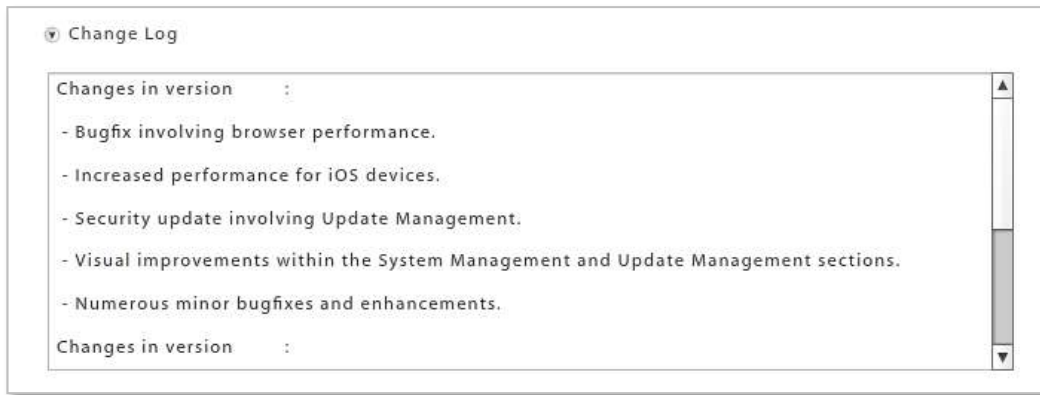 Change Log
Changes in version :
- Bugfix involving browser performance.
- Increased performance for iOS devices.
- Security update involving Update Management.
- Visual improvements within the System Management and Update Management sections.
- Numerous minor bugfixes and enhancements.
Changes in version :